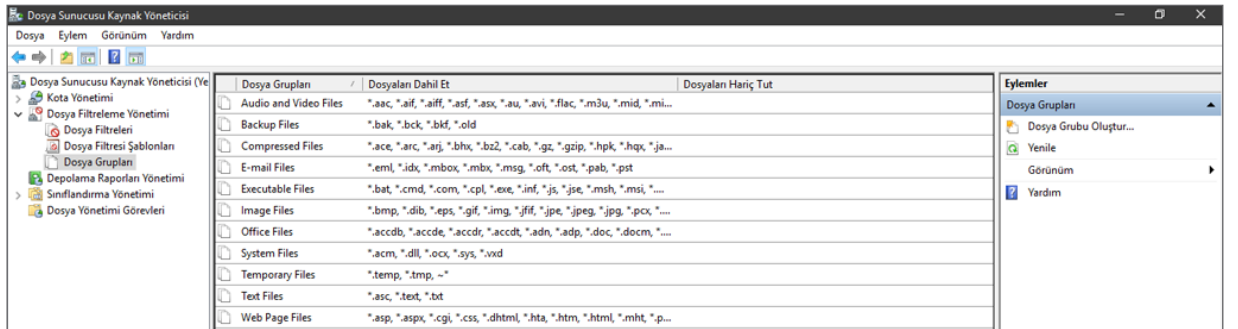 Dosya Sunucusu Kaynak Yöneticisi
Dosya Eylem Görünüm Yardım
Dosya Sunucusu Kaynak Yöneticisi (Ye
Kota Yönetimi
Dosya Filtreleme Yönetimi
Dosya Filtreleri
Dosya Filtresi Şablonları
Dosya Grupları
Depolama Raporları Yönetimi
Sınıflandırma Yönetimi
Dosya Yönetimi Görevleri
Dosya Grupları Dosyaları Dahil Et Dosyaları Hariç Tut
Audio and Video Files *.aac, *.aif, *.aiff, *.asf, *.asx, *.au, *.avi, *.flac, *.m3u, *.mid, *.mi...
Backup Files *.bak, *.bck, *.bkf, *.old
Compressed Files *.ace, *.arc, *.arj, *.bhx, *.bz2, *.cab, *.gz, *.gzip, *.hpk, *.hqx, *.ja...
E-mail Files *.eml, *.idx, *.mbox, *.mbx, *.msg, *.oft, *.ost, *.pab, *.pst
Executable Files *.bat, *.cmd, *.com, *.cpl, *.exe, *.inf, *.js, *.jse, *.msh, *.msi, *....
Image Files *.bmp, *.dib, *.eps, *.gif, *.img, *.jfif, *.jpe, *.jpeg, *.jpg, *.pcx, *....
Office Files *.accdb, *.accde, *.accdr, *.accdt, *.adn, *.adp, *.doc, *.docm, *....
System Files *.acm, *.dll, *.ocx, *.sys, *.vxd
Temporary Files *.temp, *.tmp, ~*
Text Files *.asc, *.text, *.txt
Web Page Files *.asp, *.aspx, *.cgi, *.css, *.dhtml, *.hta, *.htm, *.html, *.mht, *.p...
Eylemler
Dosya Grupları
Dosya Grubu Oluştur...
Yenile
Görünüm
Yardım